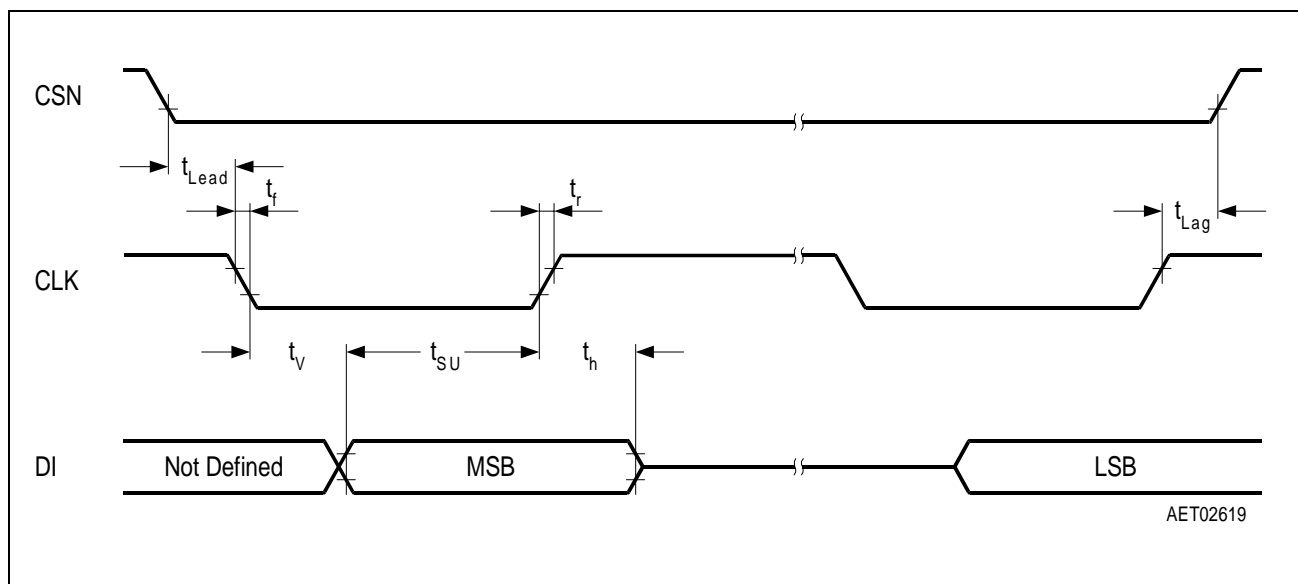 CSN
tLead
tf
tr
tLag
CLK
tV
tSU
th
DI
Not Defined
MSB
LSB
AET02619